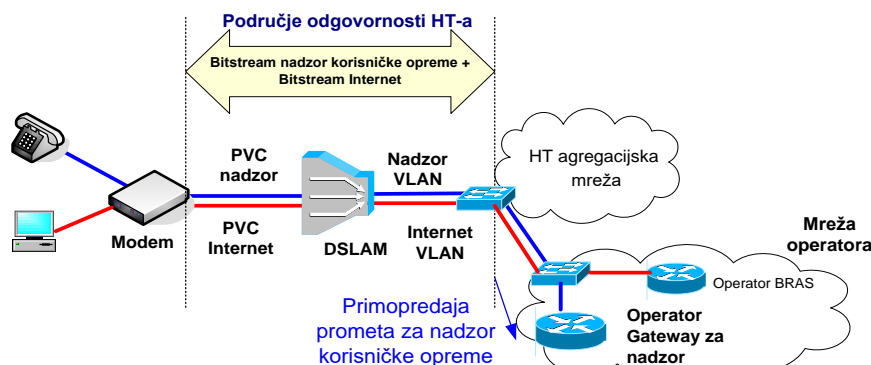 Područje odgovornosti HT-a
Bitstream nadzor korisničke opreme +
Bitstream Internet
HT agregacijska
mreža
PVC
nadzor
Nadzor
VLAN
Modem
PVC
Internet
DSLAM
Internet
VLAN
Mreža
operatora
Operator BRAS
Primopredaja
prometa za nadzor
korisničke opreme
Operator
Gateway za
nadzor